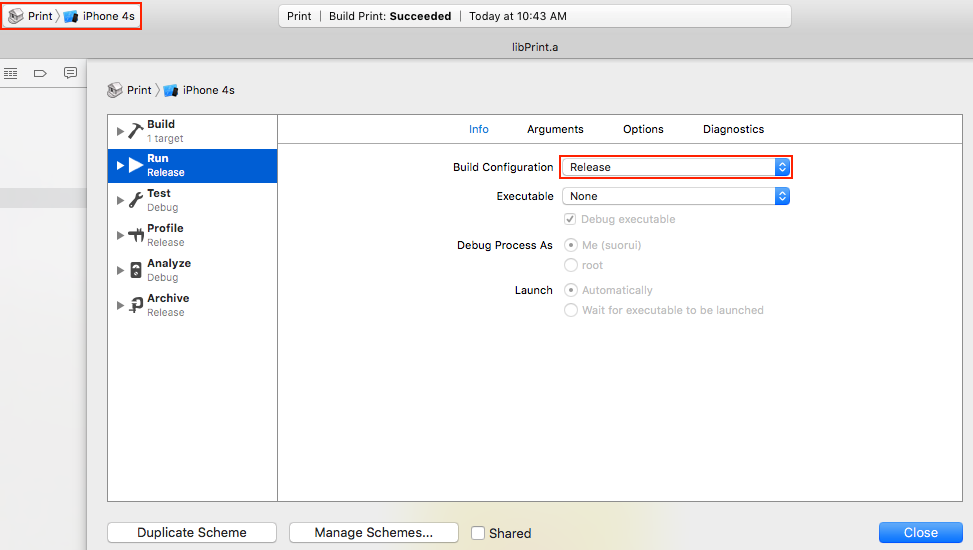 Print iPhone 4s
Print | Build Print: Succeeded | Today at 10:43 AM
libPrint.a
Print iPhone 4s
Build
1 target
Run
Release
Test
Debug
Profile
Release
Analyze
Debug
Archive
Release
Info Arguments Options Diagnostics
Build Configuration Release
Executable None
Debug executable
Debug Process As Me (suorui)
root
Launch Automatically
Wait for executable to be launched
Duplicate Scheme Manage Schemes... Shared Close